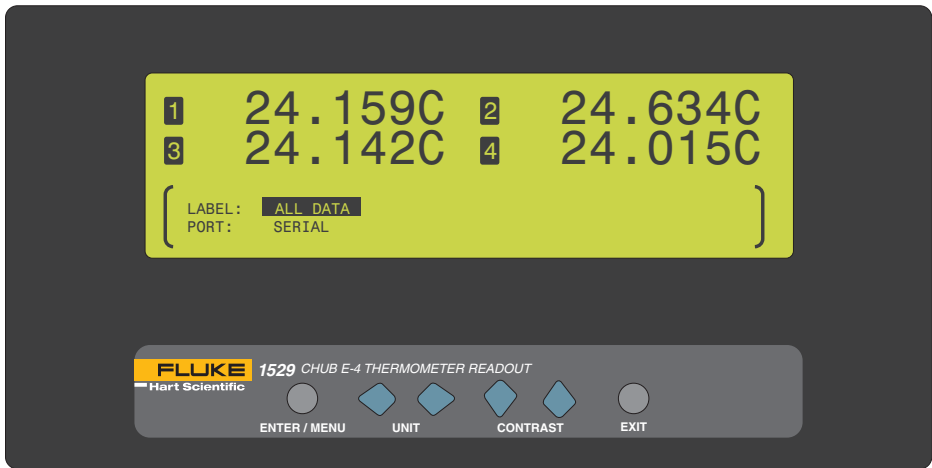 1 24.159C 2 24.634C
3 24.142C 4 24.015C
LABEL: ALL DATA
PORT: SERIAL
FLUKE
Hart Scientific
1529 CHUB E-4 THERMOMETER READOUT
ENTER / MENU UNIT CONTRAST EXIT